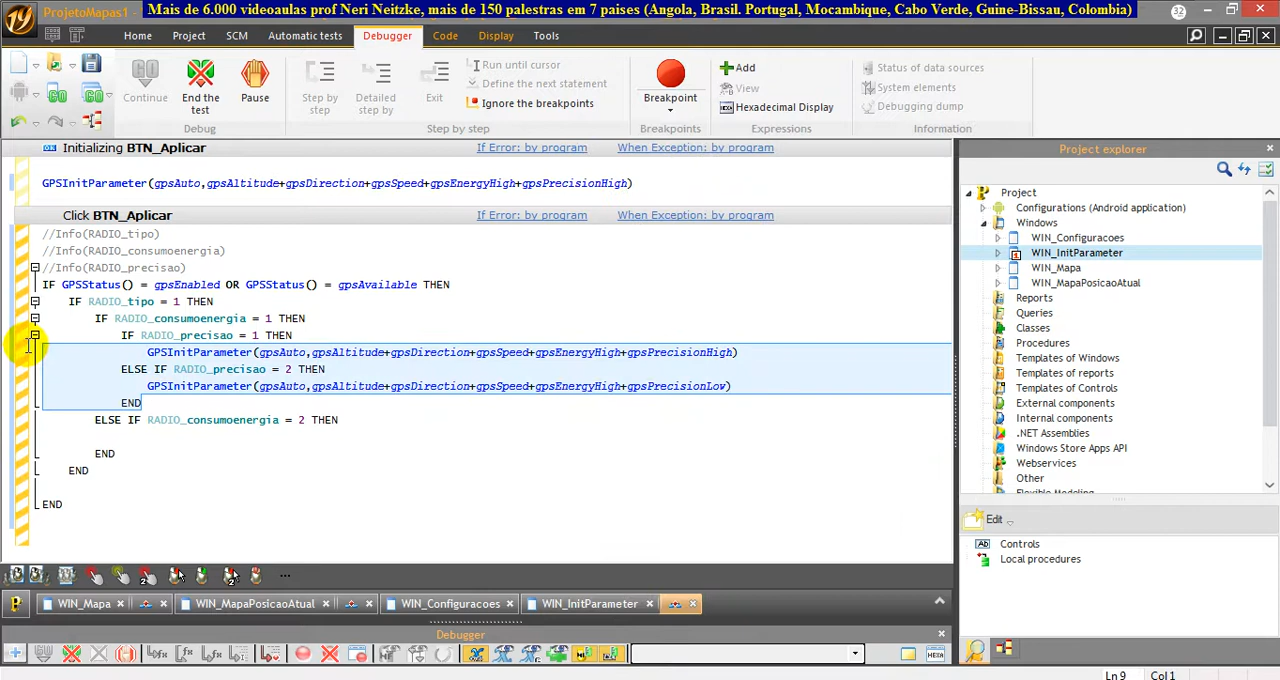 ProjetoMapas1 -
Mais de 6.000 videoaulas prof Neri Neitzke, mais de 150 palestras em 7 paises (Angola, Brasil. Portugal, Mocambique, Cabo Verde, Guine-Bissau, Colombia)
32
19
Home Project SCM Automatic tests Debugger Code Display Tools
Run until cursor
Define the next statement
Ignore the breakpoints
Add
View
Hexadecimal Display
Status of data sources
System elements
Debugging dump
Continue
End the test
Pause
Step by step
Detailed step by
Exit
Breakpoint
Debug Step by step Breakpoints Expressions Information
Initializing BTN_Aplicar If Error: by program When Exception: by program
GPSInitParameter(gpsAuto,gpsAltitude+gpsDirection+gpsSpeed+gpsEnergyHigh+gpsPrecisionHigh)
Click BTN_Aplicar If Error: by program When Exception: by program
//Info(RADIO_tipo)
//Info(RADIO_consumoenergia)
//Info(RADIO_precisao)
IF GPSStatus() = gpsEnabled OR GPSStatus() = gpsAvailable THEN
IF RADIO_tipo = 1 THEN
IF RADIO_consumoenergia = 1 THEN
IF RADIO_precisao = 1 THEN
GPSInitParameter(gpsAuto,gpsAltitude+gpsDirection+gpsSpeed+gpsEnergyHigh+gpsPrecisionHigh)
ELSE IF RADIO_precisao = 2 THEN
GPSInitParameter(gpsAuto,gpsAltitude+gpsDirection+gpsSpeed+gpsEnergyHigh+gpsPrecisionLow)
END
ELSE IF RADIO_consumoenergia = 2 THEN
END
END
END
Project explorer
Project
Configurations (Android application)
Windows
WIN_Configuracoes
WIN_InitParameter
WIN_Mapa
WIN_MapaPosicaoAtual
Reports
Queries
Classes
Procedures
Templates of Windows
Templates of reports
Templates of Controls
External components
Internal components
.NET Assemblies
Windows Store Apps API
Webservices
Other
Flexible Modeling
Edit
Controls
Local procedures
WIN_Mapa WIN_MapaPosicaoAtual WIN_Configuracoes WIN_InitParameter
Debugger
Ln 9 Col 1